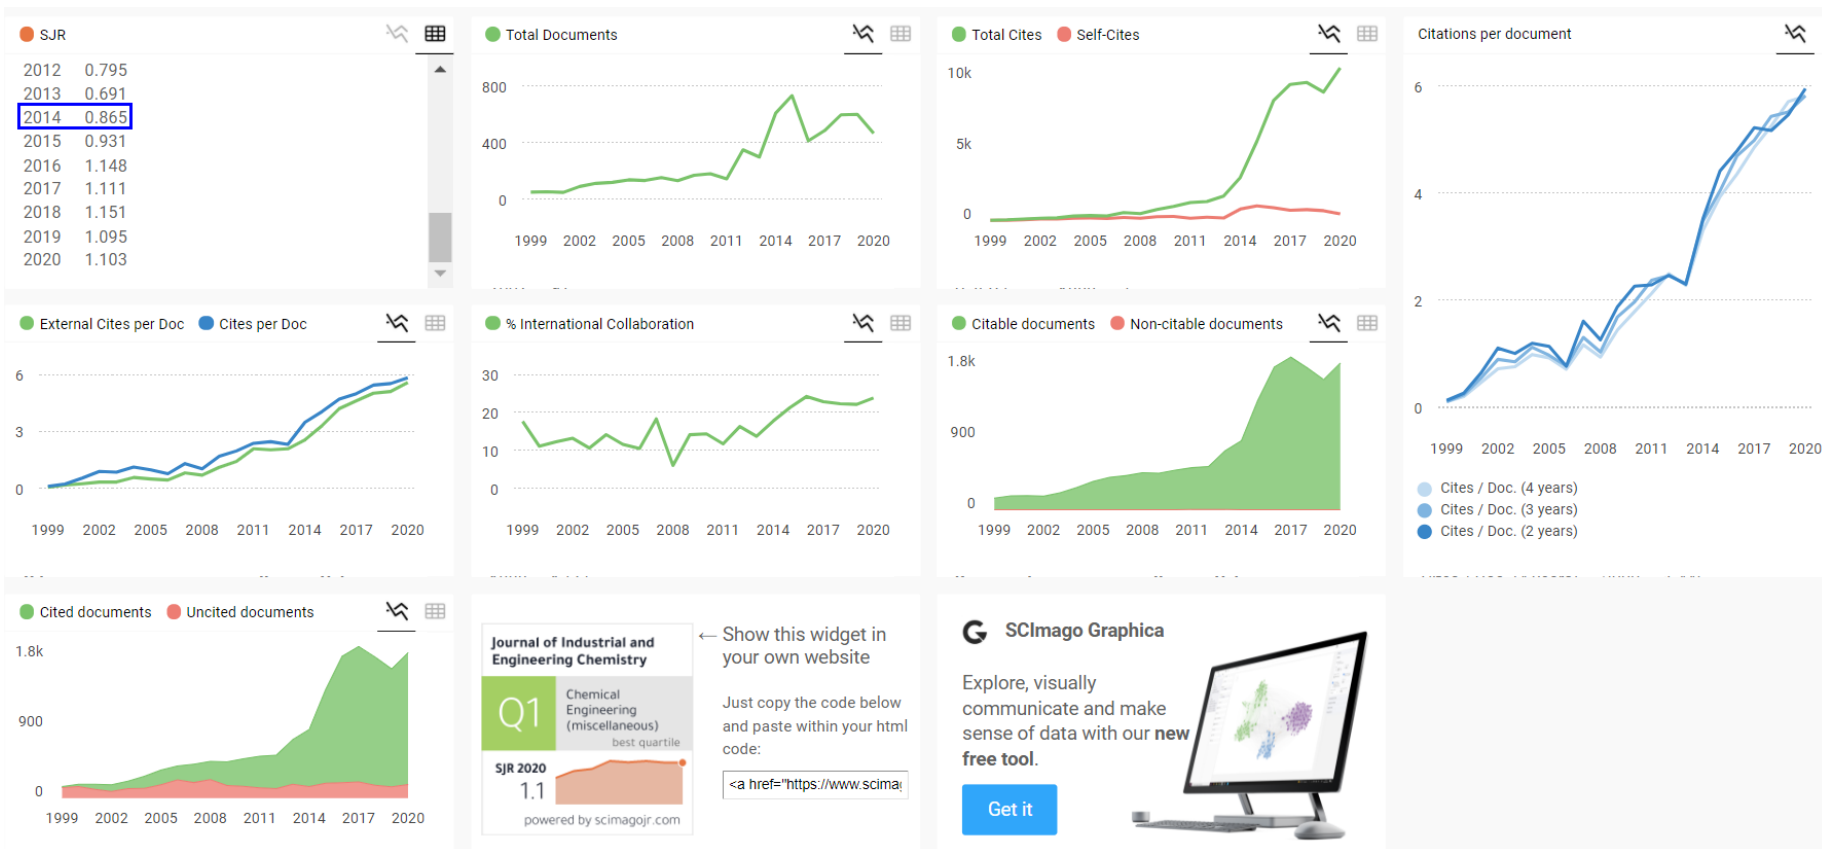 SJR
2012 0.795
2013 0.691
2014 0.865
2015 0.931
2016 1.148
2017 1.111
2018 1.151
2019 1.095
2020 1.103
Total Documents
800
400
0
1999 2002 2005 2008 2011 2014 2017 2020
Total Cites Self-Cites
10k
5k
0
1999 2002 2005 2008 2011 2014 2017 2020
Citations per document
6
4
2
0
1999 2002 2005 2008 2011 2014 2017 2020
Cites / Doc. (4 years)
Cites / Doc. (3 years)
Cites / Doc. (2 years)
External Cites per Doc Cites per Doc
6
3
0
1999 2002 2005 2008 2011 2014 2017 2020
% International Collaboration
30
20
10
0
1999 2002 2005 2008 2011 2014 2017 2020
Citable documents Non-citable documents
1.8k
900
0
1999 2002 2005 2008 2011 2014 2017 2020
Cited documents Uncited documents
1.8k
900
0
1999 2002 2005 2008 2011 2014 2017 2020
Journal of Industrial and
Engineering Chemistry
Q1
Chemical
Engineering
(miscellaneous)
best quartile
SJR 2020
1.1
powered by scimagojr.com
← Show this widget in
your own website
Just copy the code below
and paste within your html
code:
<a href="https://www.scima
SCImago Graphica
Explore, visually
communicate and make
sense of data with our new
free tool.
Get it